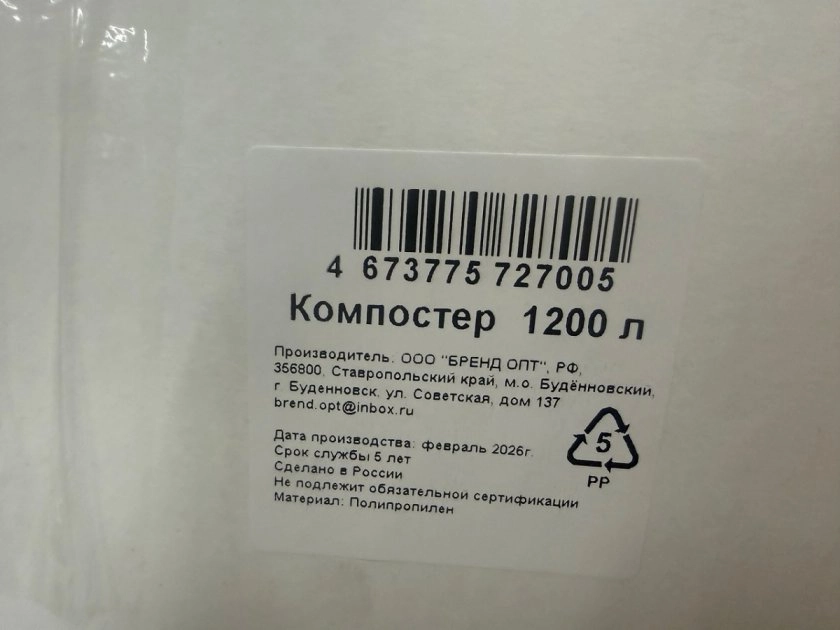 4 673775 727005
Компостер 1200 л
Производитель: ООО "БРЕНД ОПТ", РФ,
356800, Ставропольский край, м.о. Будённовский,
г. Буденновск, ул. Советская, дом 137
brend.opt@inbox.ru
Дата производства: февраль 2026г.
Срок службы 5 лет
Сделано в России
Не подлежит обязательной сертификации
Материал: Полипропилен
5
PP